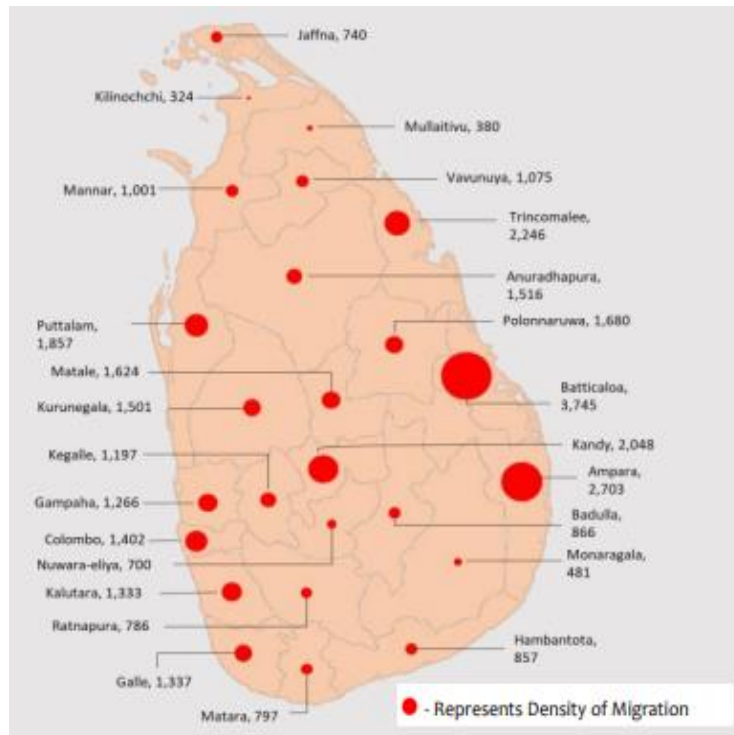 Jaffna, 740
Kilinochchi, 324
Mullaitivu, 380
Vavunuya, 1,075
Mannar, 1,001
Trincomalee,
2,246
Anuradhapura,
1,516
Polonnaruwa, 1,680
Puttalam,
1,857
Matale, 1,624
Batticaloa,
3,745
Kurunegala, 1,501
Kandy, 2,048
Kegalle, 1,197
Ampara,
2,703
Gampaha, 1,266
Badulla,
866
Colombo, 1,402
Monaragala,
481
Nuwara-eliya, 700
Kalutara, 1,333
Ratnapura, 786
Hambantota,
857
Galle, 1,337
Matara, 797
- Represents Density of Migration